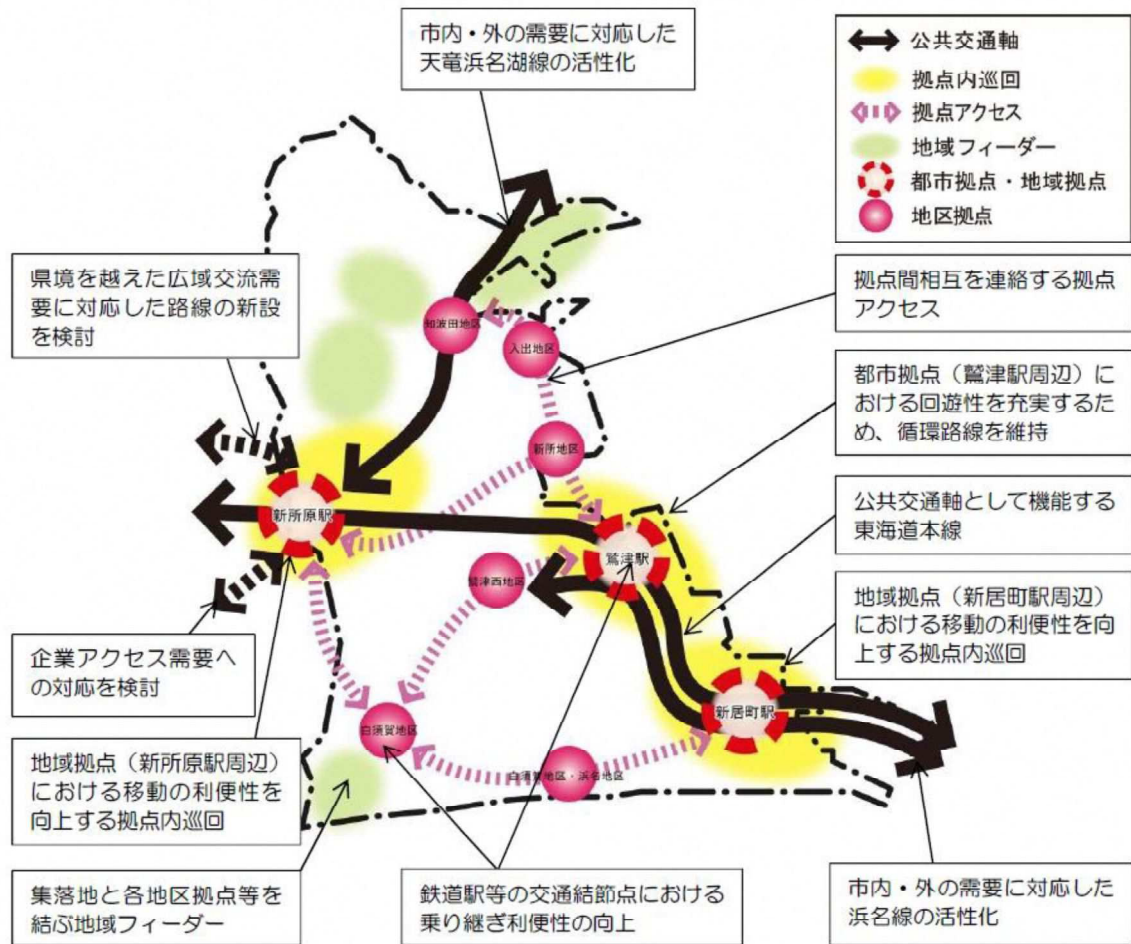 市内・外の需要に対応した
天竜浜名湖線の活性化
公共交通軸
拠点内巡回
拠点アクセス
地域フィーダー
都市拠点・地域拠点
地区拠点
県境を越えた広域交流需
要に対応した路線の新設
を検討
拠点間相互を連絡する拠点
アクセス
知波田地区
入出地区
都市拠点（鷲津駅周辺）に
おける回遊性を充実するた
め、循環路線を維持
新所地区
公共交通軸として機能する
東海道本線
新所原駅
鷲津駅
鷲津西地区
地域拠点（新居町駅周辺）
における移動の利便性を向
上する拠点内巡回
企業アクセス需要へ
の対応を検討
新居町駅
白須賀地区
地域拠点（新所原駅周辺）
における移動の利便性を
向上する拠点内巡回
白須賀地区・浜名地区
集落地と各地区拠点等を
結ぶ地域フィーダー
鉄道駅等の交通結節点における
乗り継ぎ利便性の向上
市内・外の需要に対応した
浜名線の活性化